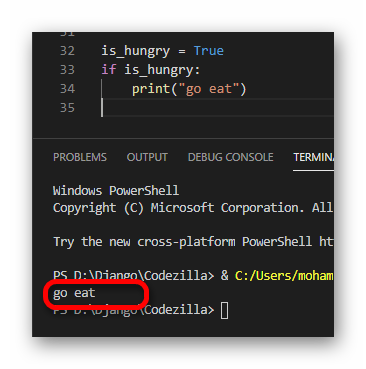 31
32 is_hungry = True
33 if is_hungry:
34 print("go eat")
35
PROBLEMS OUTPUT DEBUG CONSOLE TERMINA
Windows PowerShell
Copyright (C) Microsoft Corporation. All
Try the new cross-platform PowerShell ht
PS D:\Django\Codezilla> & C:/Users/moham
go eat
PS D:\Django\Codezilla>